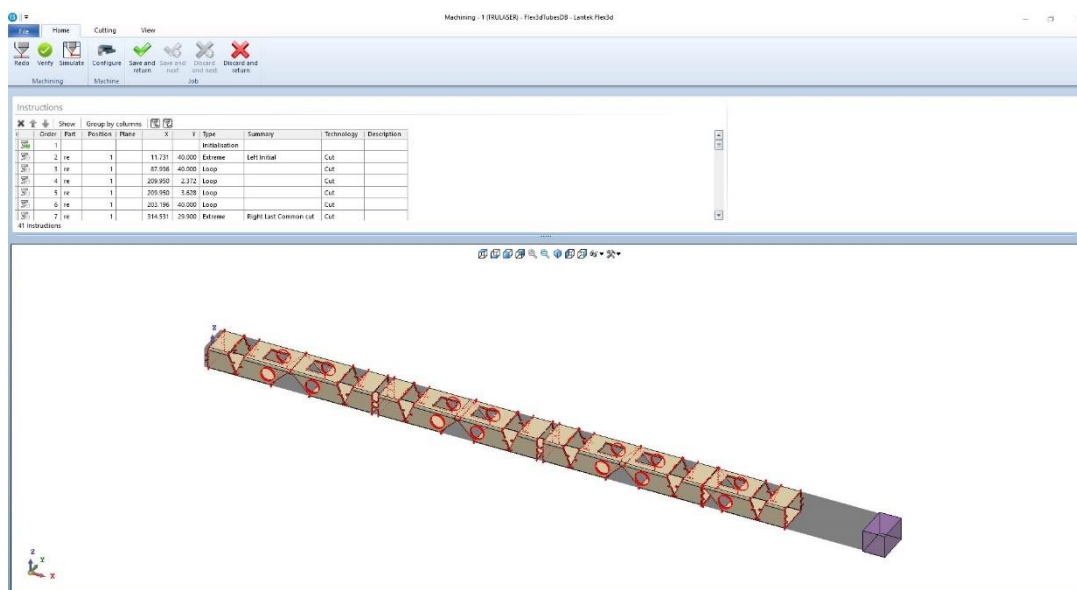 Machining - 1 (TRULASER) - Flex3dTubesDB - Lantek Flex3d
File Home Cutting View
Redo Verify Simulate Configure Save and return Save and next Discard and next Discard and return
Machining Machine Job
Instructions
Show Group by columns
Order Part Position Plane X Y Type Summary Technology Description
1 Initialisation
2 re 1 11.731 40.000 Extreme Left Initial Cut
3 re 1 87.936 40.000 Loop Cut
4 re 1 209.950 2.372 Loop Cut
5 re 1 209.950 3.628 Loop Cut
6 re 1 203.196 40.000 Loop Cut
7 re 1 314.531 29.900 Extreme Right Last Common cut Cut
41 Instructions
Z
Z
Y
X